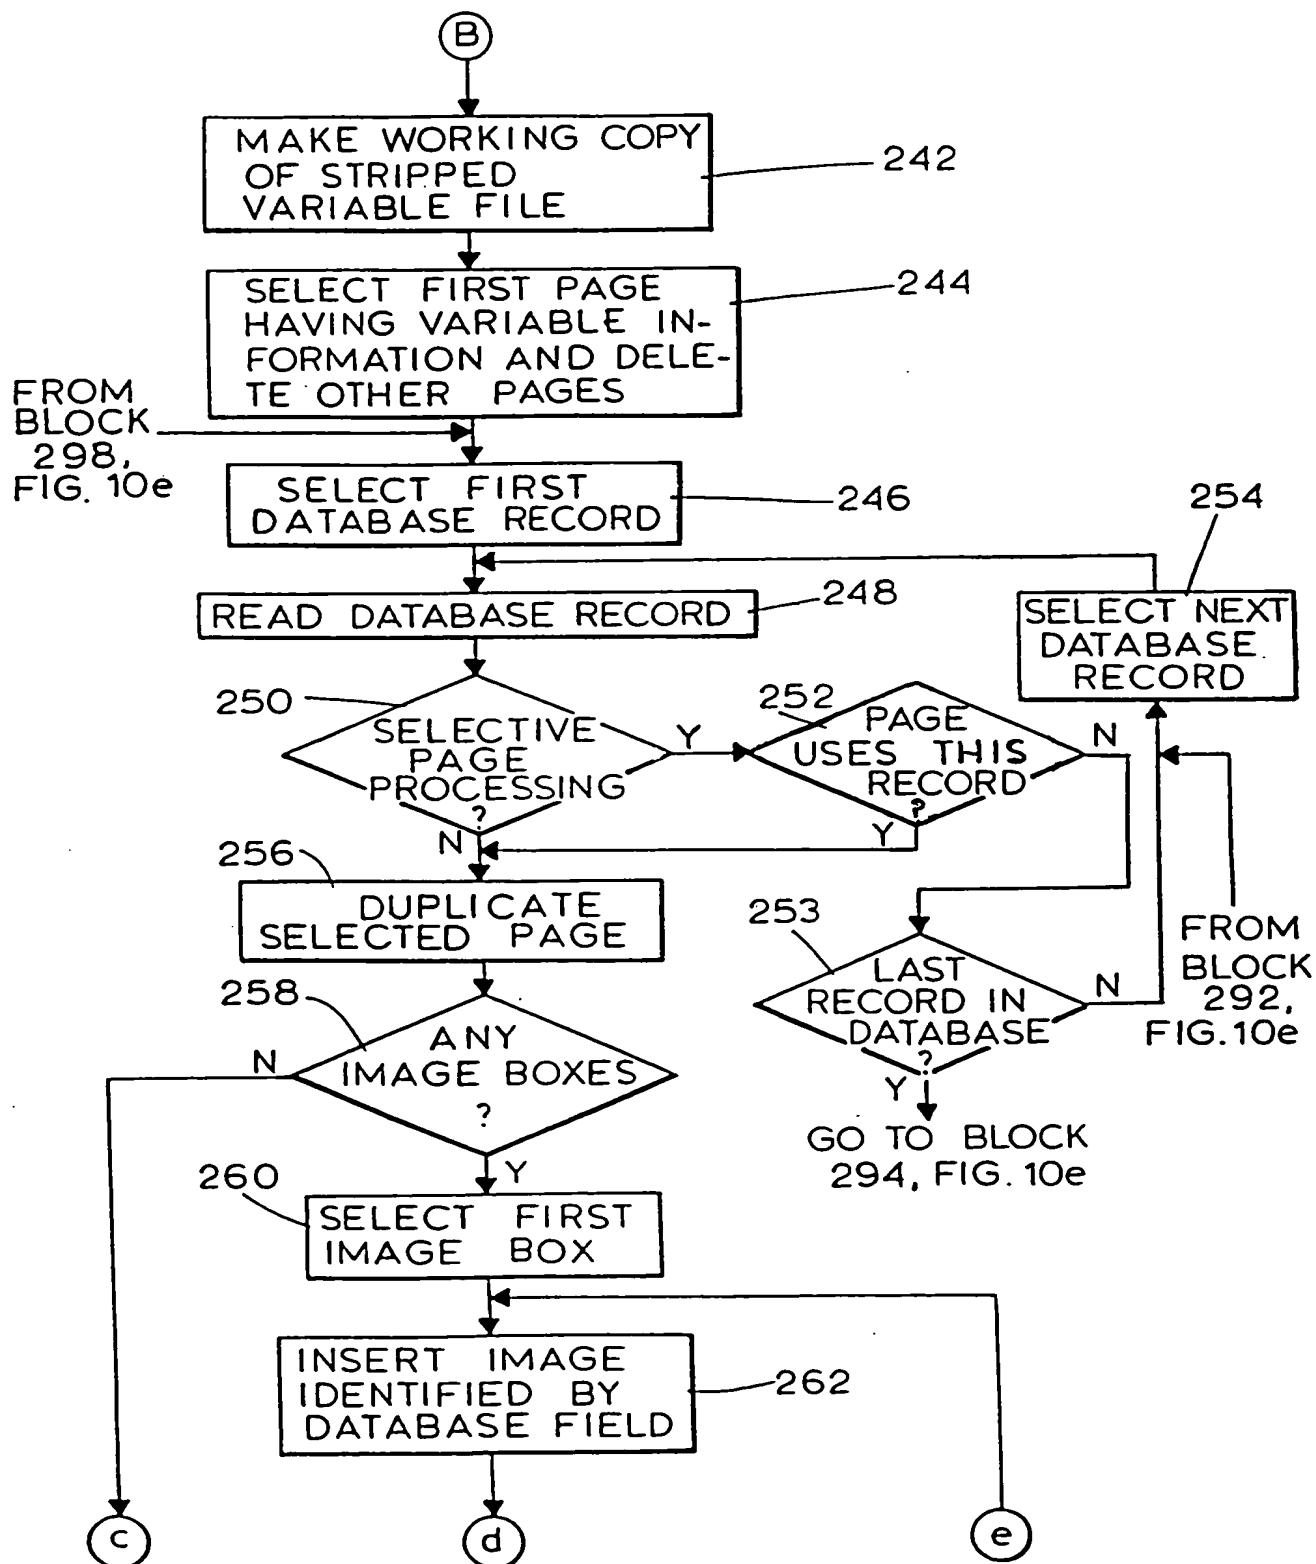 B
MAKE WORKING COPY
OF STRIPPED
VARIABLE FILE
242
SELECT FIRST PAGE
HAVING VARIABLE IN-
FORMATION AND DELE-
TE OTHER PAGES
244
FROM
BLOCK
298,
FIG. 10e
SELECT FIRST
DATABASE RECORD
246
254
READ DATABASE RECORD
248
SELECT NEXT
DATABASE
RECORD
250
SELECTIVE
PAGE
PROCESSING
?
Y
N
252
PAGE
USES THIS
RECORD
?
N
Y
256
DUPLICATE
SELECTED PAGE
253
LAST
RECORD IN
DATABASE
?
N
Y
FROM
BLOCK
292,
FIG.10e
GO TO BLOCK
294, FIG. 10e
258
ANY
IMAGE BOXES
?
N
Y
260
SELECT FIRST
IMAGE BOX
INSERT IMAGE
IDENTIFIED BY
DATABASE FIELD
262
c
d
e